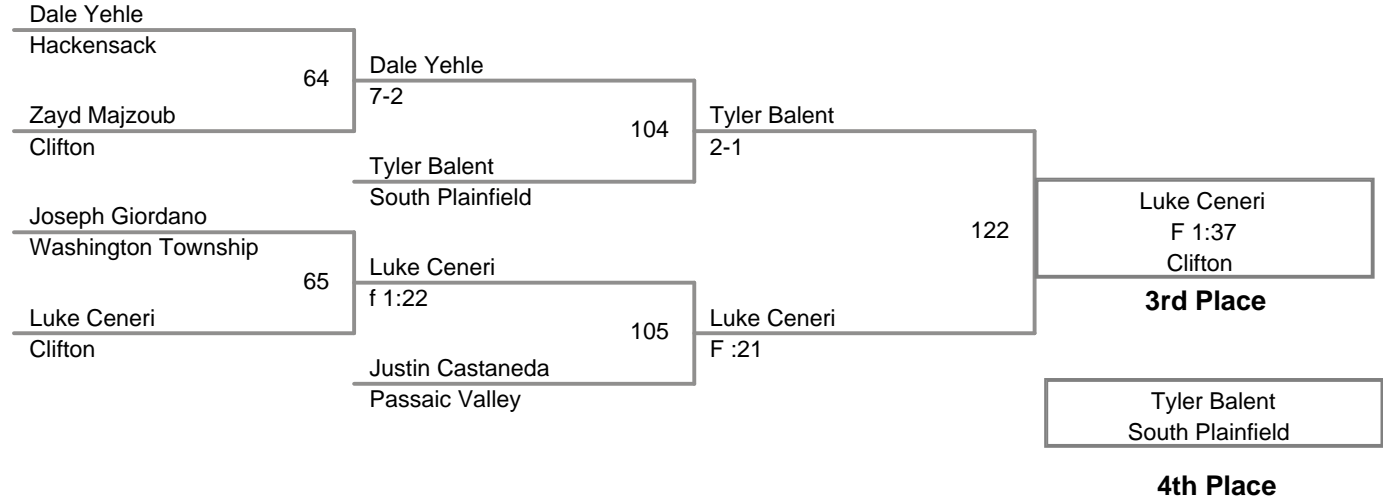 Dale Yehle
Hackensack
64
Zayd Majzoub
Clifton
Joseph Giordano
Washington Township
65
Luke Ceneri
Clifton
Dale Yehle
7-2
104
Tyler Balent
South Plainfield
Luke Ceneri
f 1:22
105
Justin Castaneda
Passaic Valley
Tyler Balent
2-1
122
Luke Ceneri
F :21
Luke Ceneri
F 1:37
Clifton
3rd Place
Tyler Balent
South Plainfield
4th Place